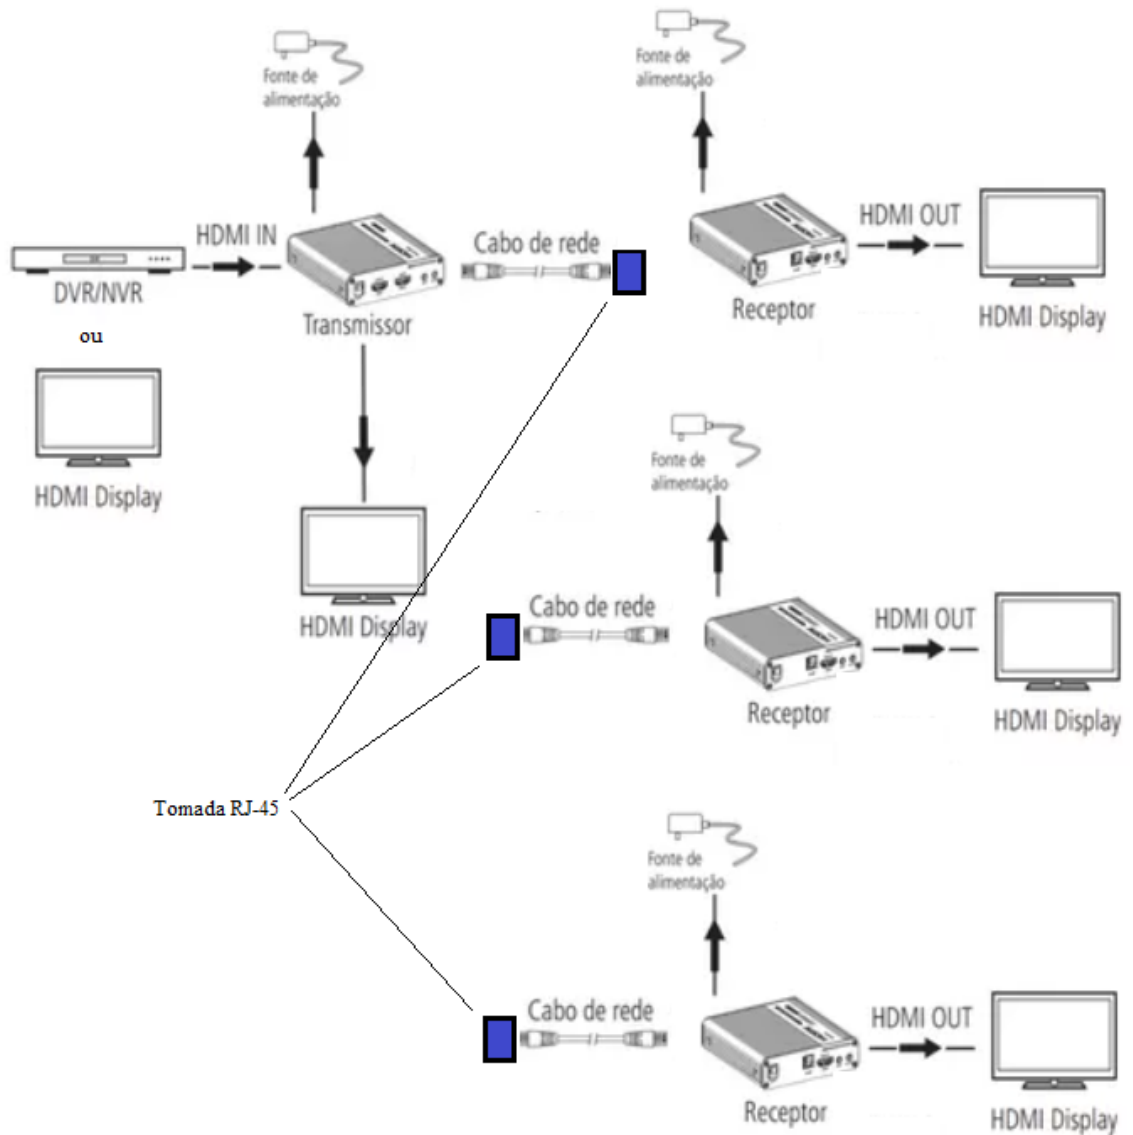 Fonte de
alimentação
Fonte de
alimentação
HDMI IN
Cabo de rede
HDMI OUT
DVR/NVR
Transmissor
Receptor
HDMI Display
ou
HDMI Display
Fonte de
alimentação
HDMI Display
Cabo de rede
HDMI OUT
Receptor
HDMI Display
Tomada RJ-45
Fonte de
alimentação
Cabo de rede
HDMI OUT
Receptor
HDMI Display